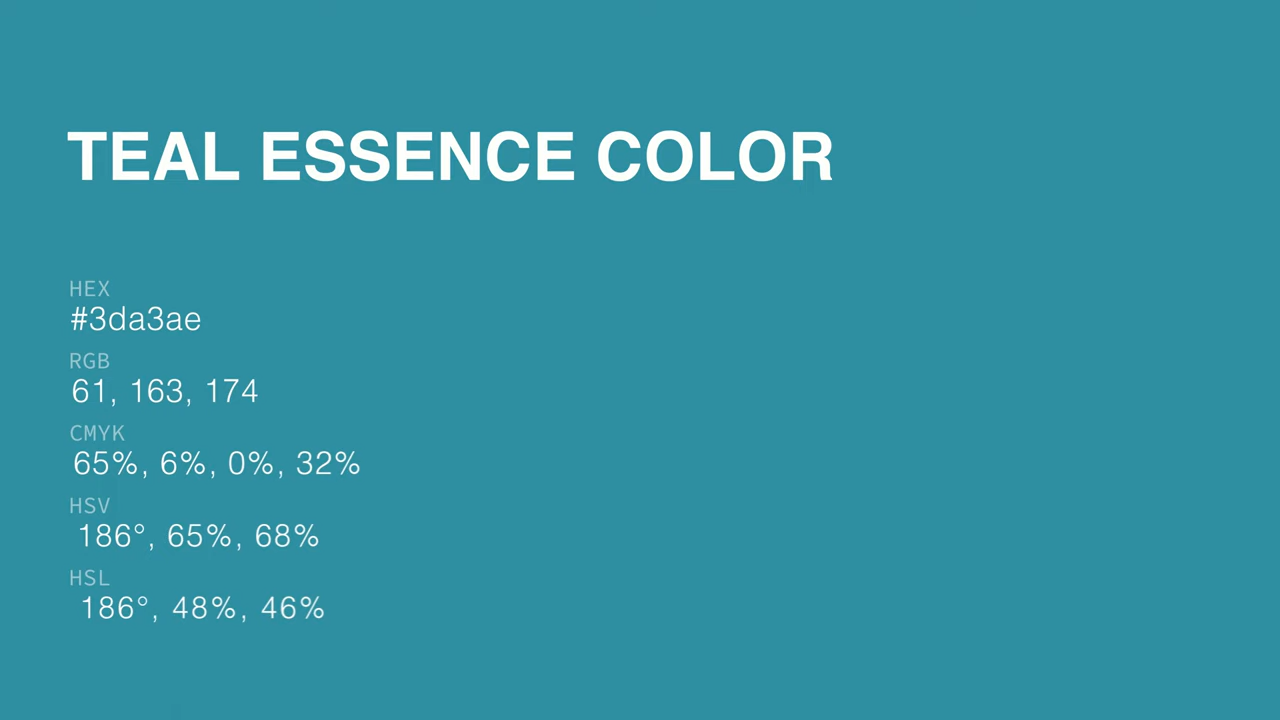 TEAL ESSENCE COLOR
HEX
#3da3ae
RGB
61, 163, 174
CMYK
65%, 6%, 0%, 32%
HSV
186°, 65%, 68%
HSL
186°, 48%, 46%